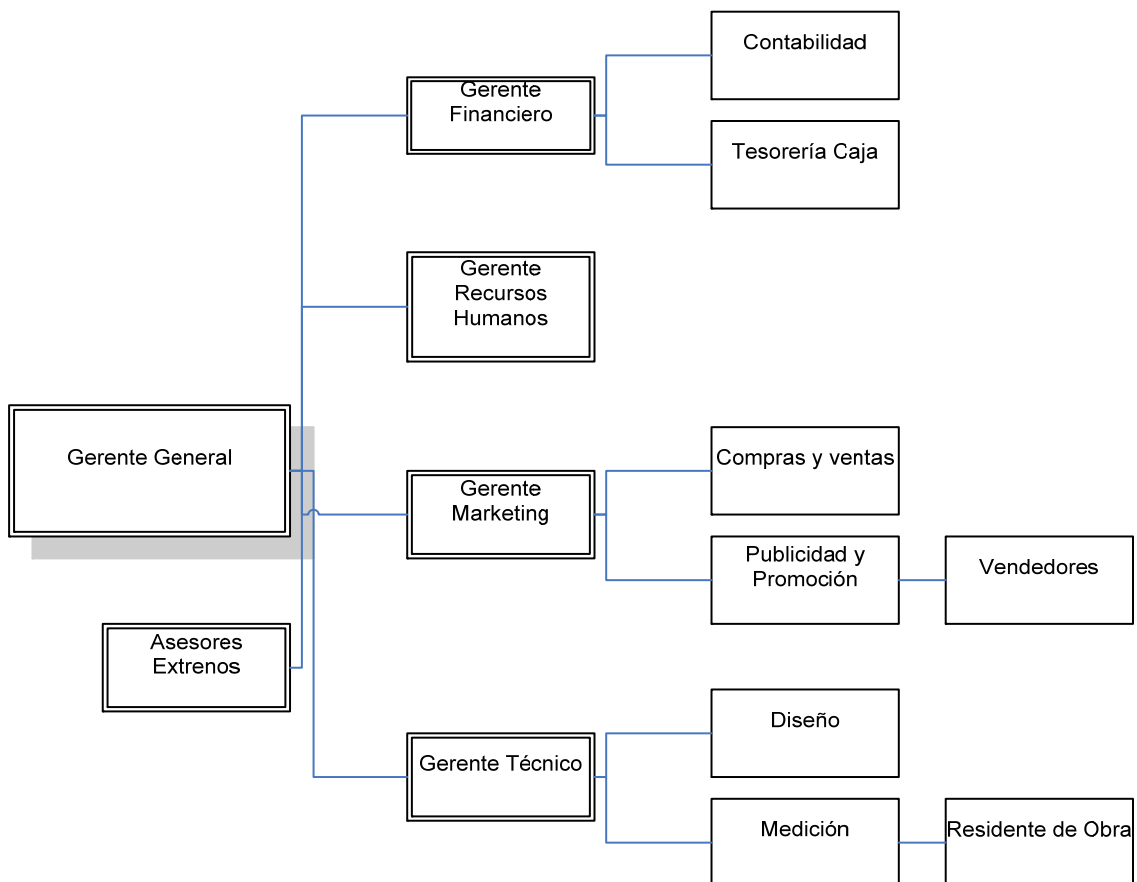 Contabilidad
Gerente
Financiero
Tesorería Caja
Gerente
Recursos
Humanos
Gerente General
Compras y ventas
Gerente
Marketing
Publicidad y
Promoción
Vendedores
Asesores
Extrenos
Diseño
Gerente Técnico
Medición
Residente de Obra